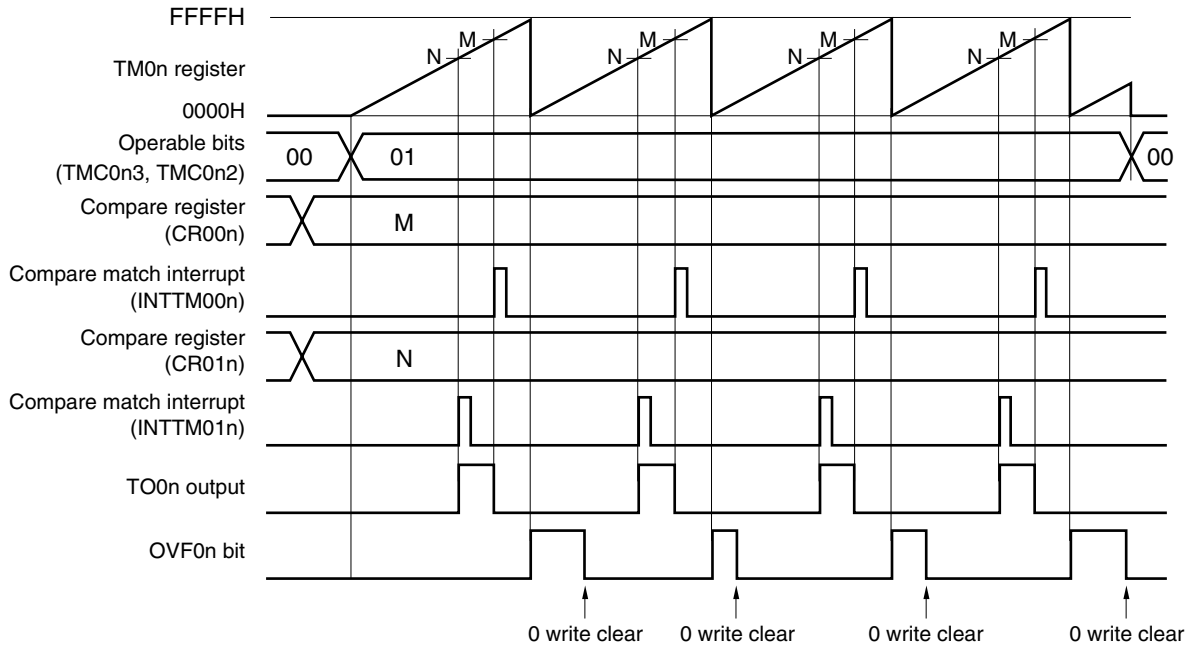 FFFFH
M M M M
N N N N
TM0n register
0000H
Operable bits
(TMC0n3, TMC0n2)
00 01 00
Compare register
(CR00n)
M
Compare match interrupt
(INTTM00n)
Compare register
(CR01n)
N
Compare match interrupt
(INTTM01n)
TO0n output
OVF0n bit
0 write clear 0 write clear 0 write clear 0 write clear